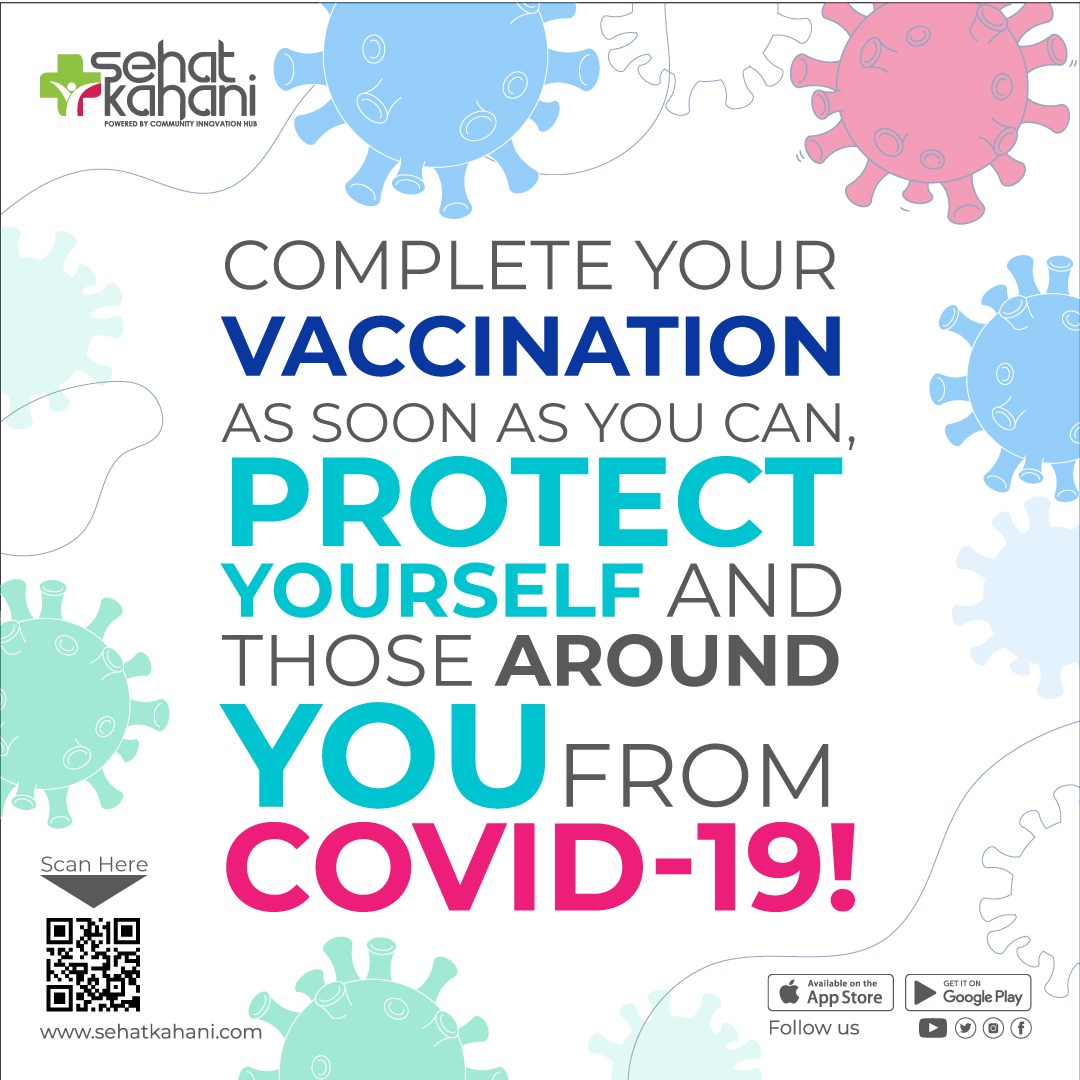 sehat
kahani
POWERED BY COMMUNITY INNOVATION HUB
COMPLETE YOUR
VACCINATION
AS SOON AS YOU CAN,
PROTECT
YOURSELF AND
THOSE AROUND
YOU FROM
COVID-19!
Scan Here
www.sehatkahani.com
Available on the
App Store
GET IT ON
Google Play
Follow us